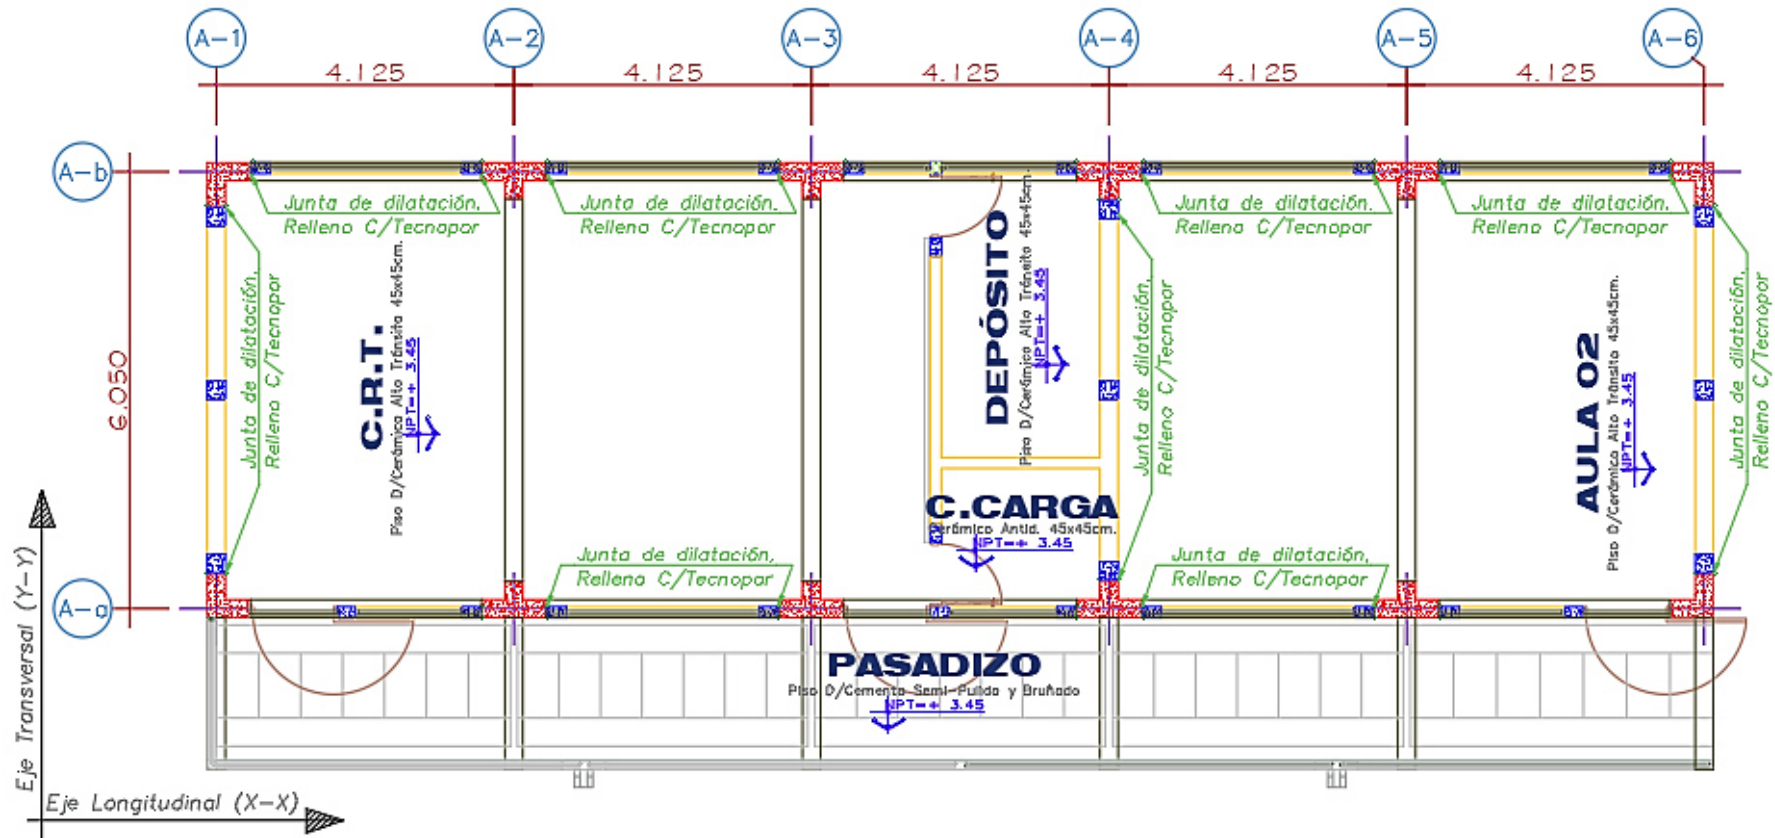 A-1 A-2 A-3 A-4 A-5 A-6
4.125 4.125 4.125 4.125 4.125
A-b
Junta de dilatación.
Relleno C/Tecnopor
Junta de dilatación.
Relleno C/Tecnopor
Junta de dilatación.
Relleno C/Tecnopor
Junta de dilatación.
Relleno C/Tecnopor
Junta de dilatación.
Relleno C/Tecnopor
C.R.T.
Piso D/Cerámico Alto Tránsito 45x45cm.
NPT=+ 3.45
DEPÓSITO
Piso D/Cerámico Alto Tránsito 45x45cm.
NPT=+ 3.45
Junta de dilatación.
Relleno C/Tecnopor
AULA 02
Piso D/Cerámico Alto Tránsito 45x45cm.
NPT=+ 3.45
Junta de dilatación.
Relleno C/Tecnopor
6.050
C.CARGA
Cerámico Antid. 45x45cm.
NPT=+ 3.45
Junta de dilatación.
Relleno C/Tecnopor
Junta de dilatación.
Relleno C/Tecnopor
A-a
PASADIZO
Piso D/Cemento Semi-Pulido y Bruñado
NPT=+ 3.45
Eje Transversal (Y-Y)
Eje Longitudinal (X-X)